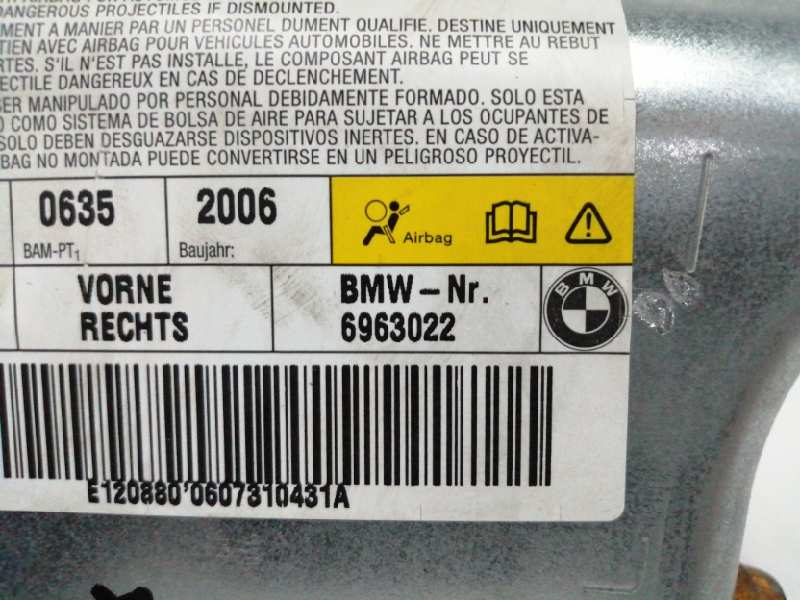 DANGEROUS PROJECTILES IF DISMOUNTED.
A MANIER PAR UN PERSONEL DUMENT QUALIFIE. DESTINE UNIQUEMENT
AVEC AIRBAG POUR VEHICULES AUTOMOBILES. NE METTRE AU REBUT
S'IL N'EST PAS INSTALLE, LE COMPOSANT AIRBAG PEUT SE
DANGEREUX EN CAS DE DECLENCHEMENT.
MANIPULADO POR PERSONAL DEBIDAMENTE FORMADO. SOLO ESTA
COMO SISTEMA DE BOLSA DE AIRE PARA SUJETAR A LOS OCUPANTES DE
SOLO DEBEN DESGUAZARSE DISPOSITIVOS INERTES. EN CASO DE ACTIVA-
NO MONTADA PUEDE CONVERTIRSE EN UN PELIGROSO PROYECTIL.
0635 2006
BAM-PT1 Baujahr: Airbag
VORNE BMW-Nr. BMW
RECHTS 6963022
E120880'0607310431A